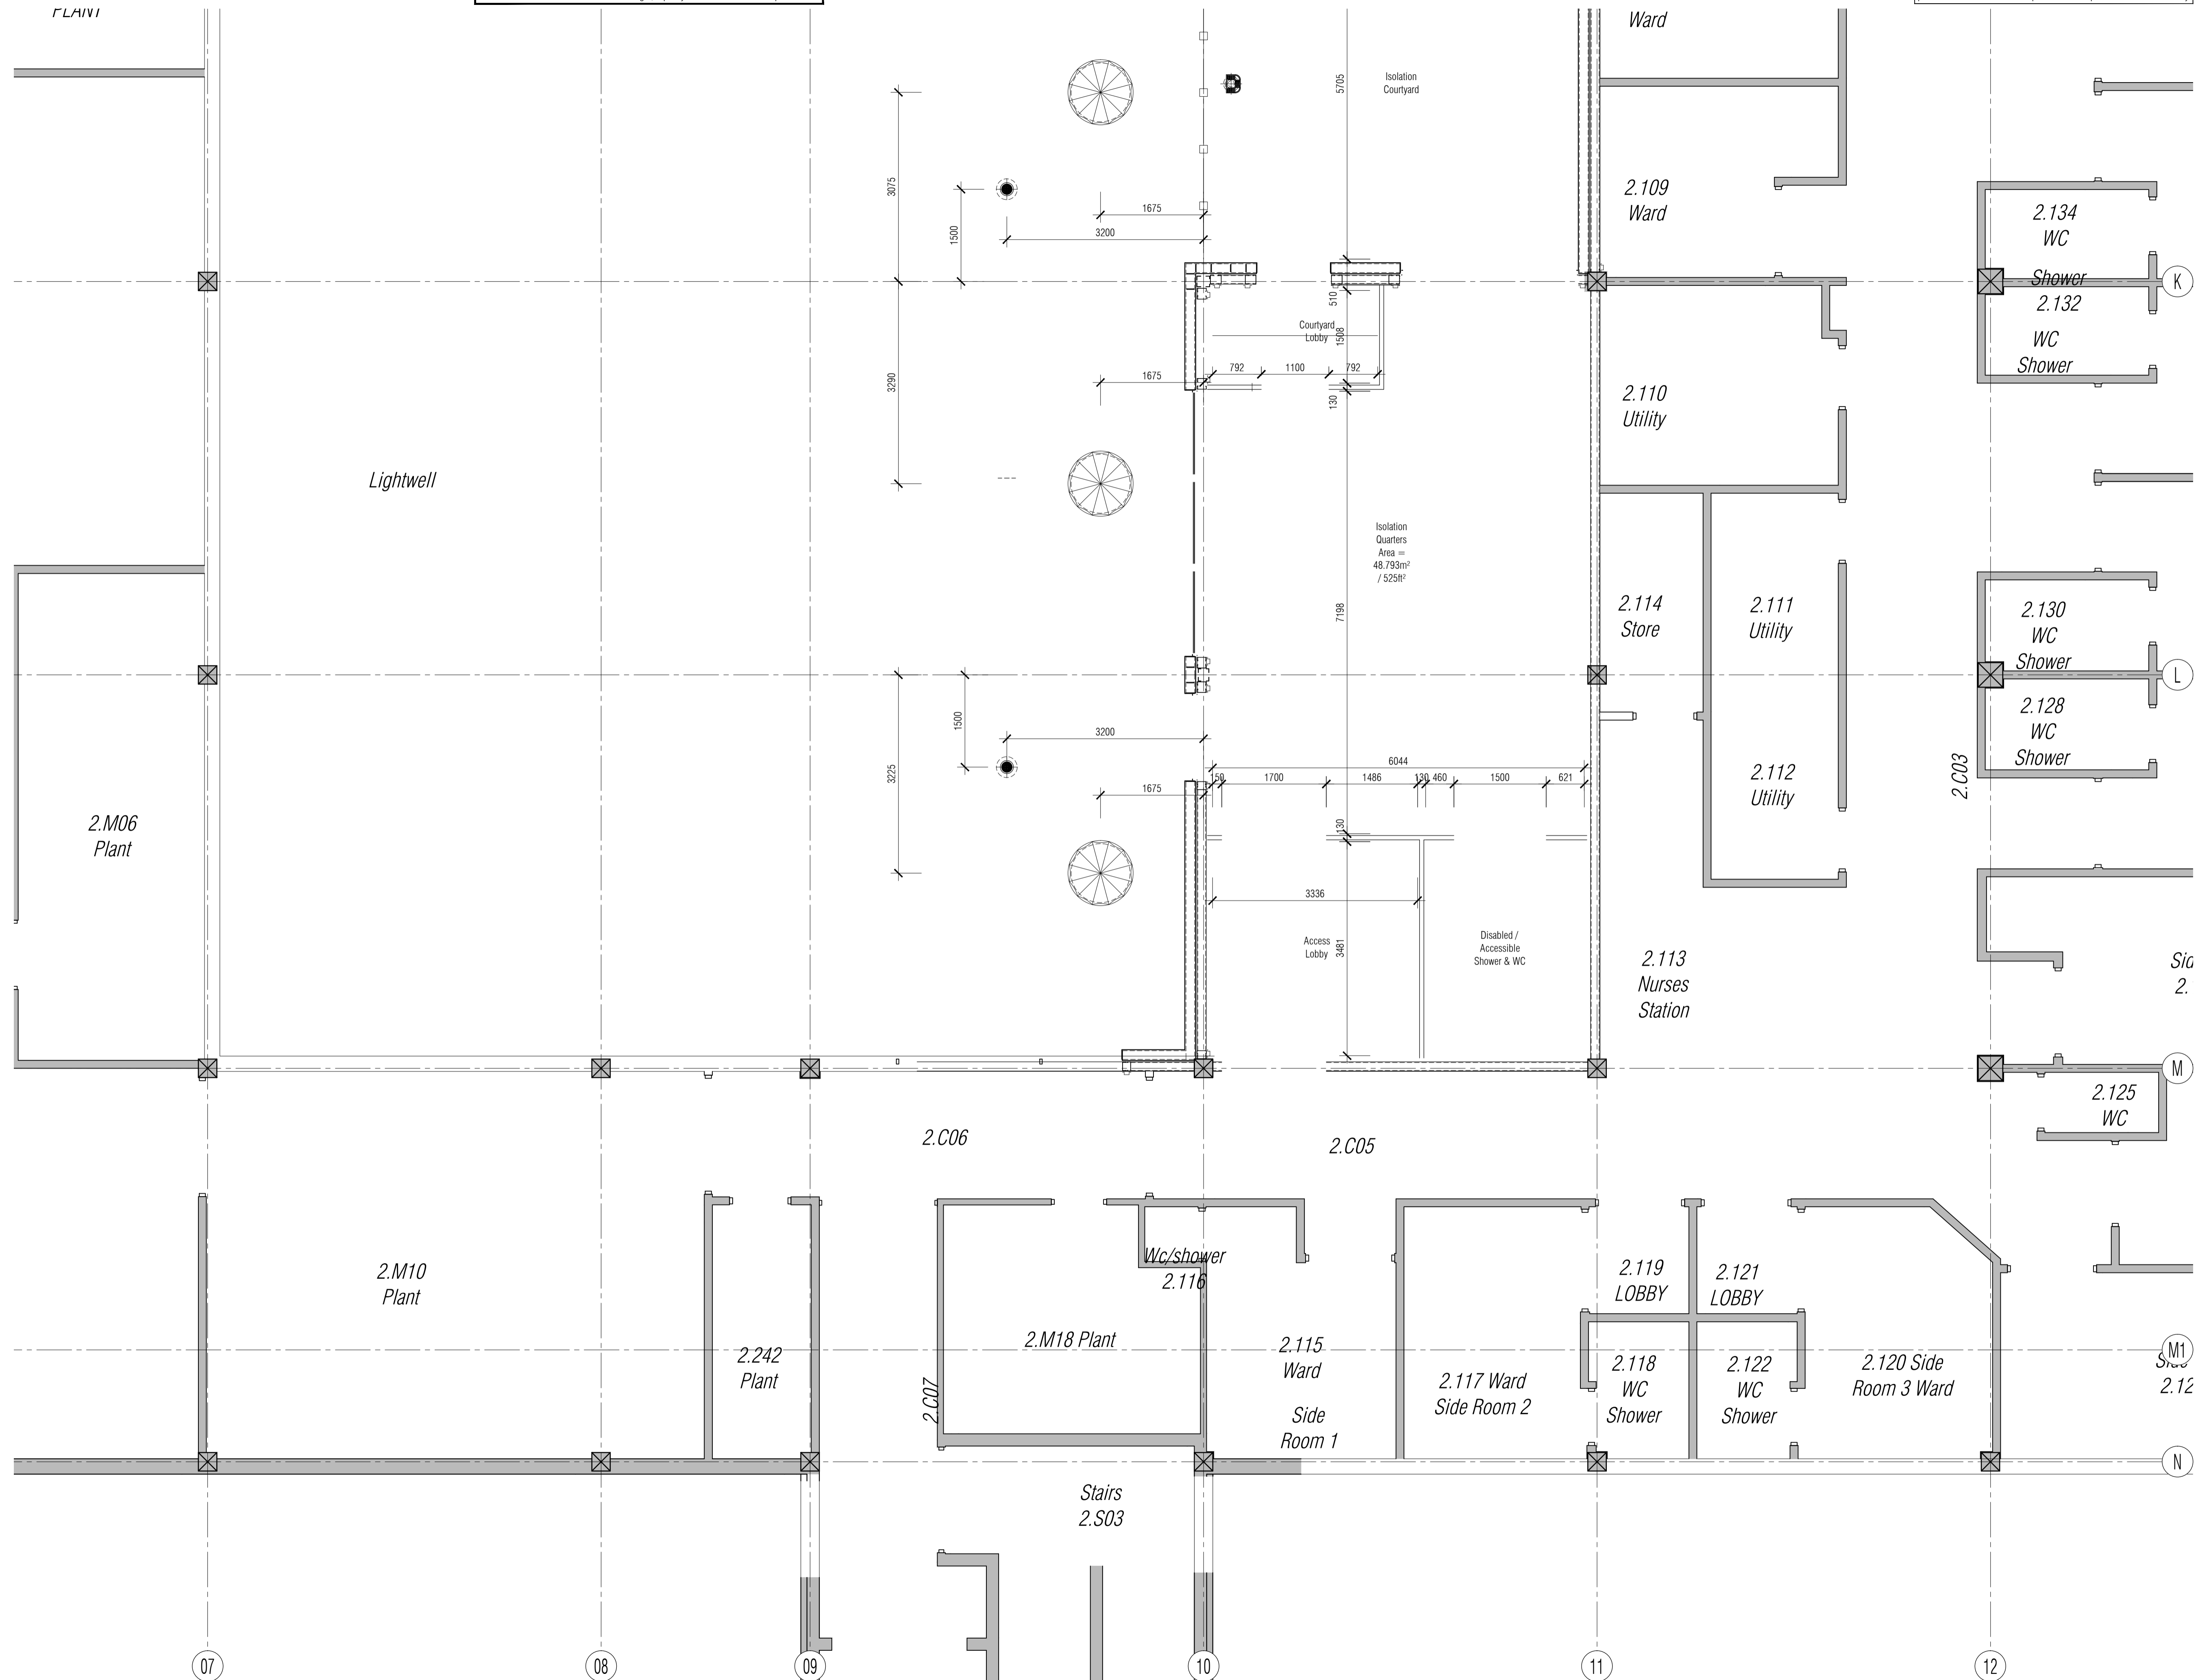 PLANT
Ward
5705
Isolation
Courtyard
3075
1500
1675
3200
2.109
Ward
2.134
WC
Shower
K
2.132
WC
Shower
510
Courtyard
Lobby
1508
792
1100
792
1675
3290
130
2.110
Utility
Lightwell
Isolation
Quarters
Area =
48.793m²
/ 525ft²
7198
2.114
Store
2.111
Utility
2.130
WC
Shower
L
2.128
WC
Shower
1500
3200
3225
1675
6044
150
1700
1486
130
460
1500
621
2.112
Utility
2.C03
2.M06
Plant
130
3336
Access
Lobby
3481
Disabled /
Accessible
Shower & WC
2.113
Nurses
Station
Sid
2.
M
2.125
WC
2.C06
2.C05
2.M10
Plant
Wc/shower
2.116
2.119
LOBBY
2.121
LOBBY
2.M18 Plant
2.115
Ward
Side
Room 1
2.242
Plant
2.C07
2.117 Ward
Side Room 2
2.118
WC
Shower
2.122
WC
Shower
2.120 Side
Room 3 Ward
M1
2.12
N
Stairs
2.S03
07
08
09
10
11
12